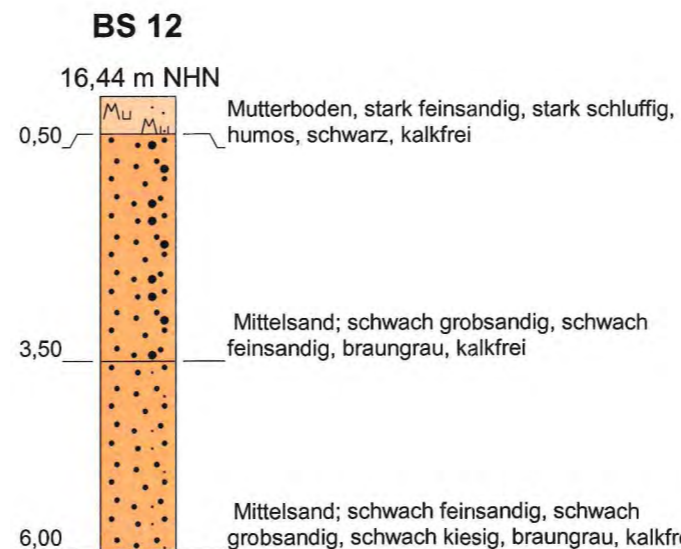 BS 12
16,44 m NHN
Mu
Mu
0,50
Mutterboden, stark feinsandig, stark schluffig,
humos, schwarz, kalkfrei
3,50
Mittelsand; schwach grobsandig, schwach
feinsandig, braungrau, kalkfrei
6,00
Mittelsand; schwach feinsandig, schwach
grobsandig, schwach kiesig, braungrau, kalkfre